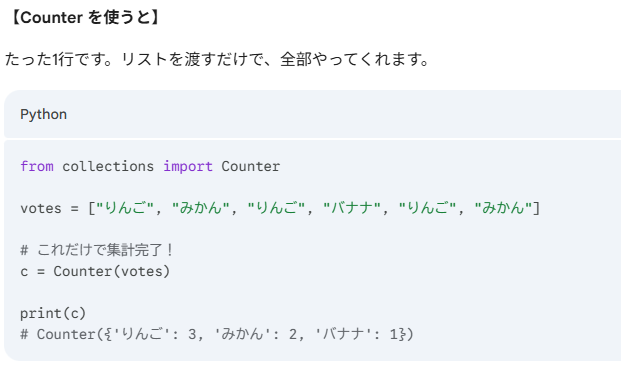 【Counter を使うと】
たった1行です。リストを渡すだけで、全部やってくれます。
Python
from collections import Counter
votes = ["りんご", "みかん", "りんご", "バナナ", "りんご", "みかん"]
# これだけで集計完了！
c = Counter(votes)
print(c)
# Counter({'りんご': 3, 'みかん': 2, 'バナナ': 1})